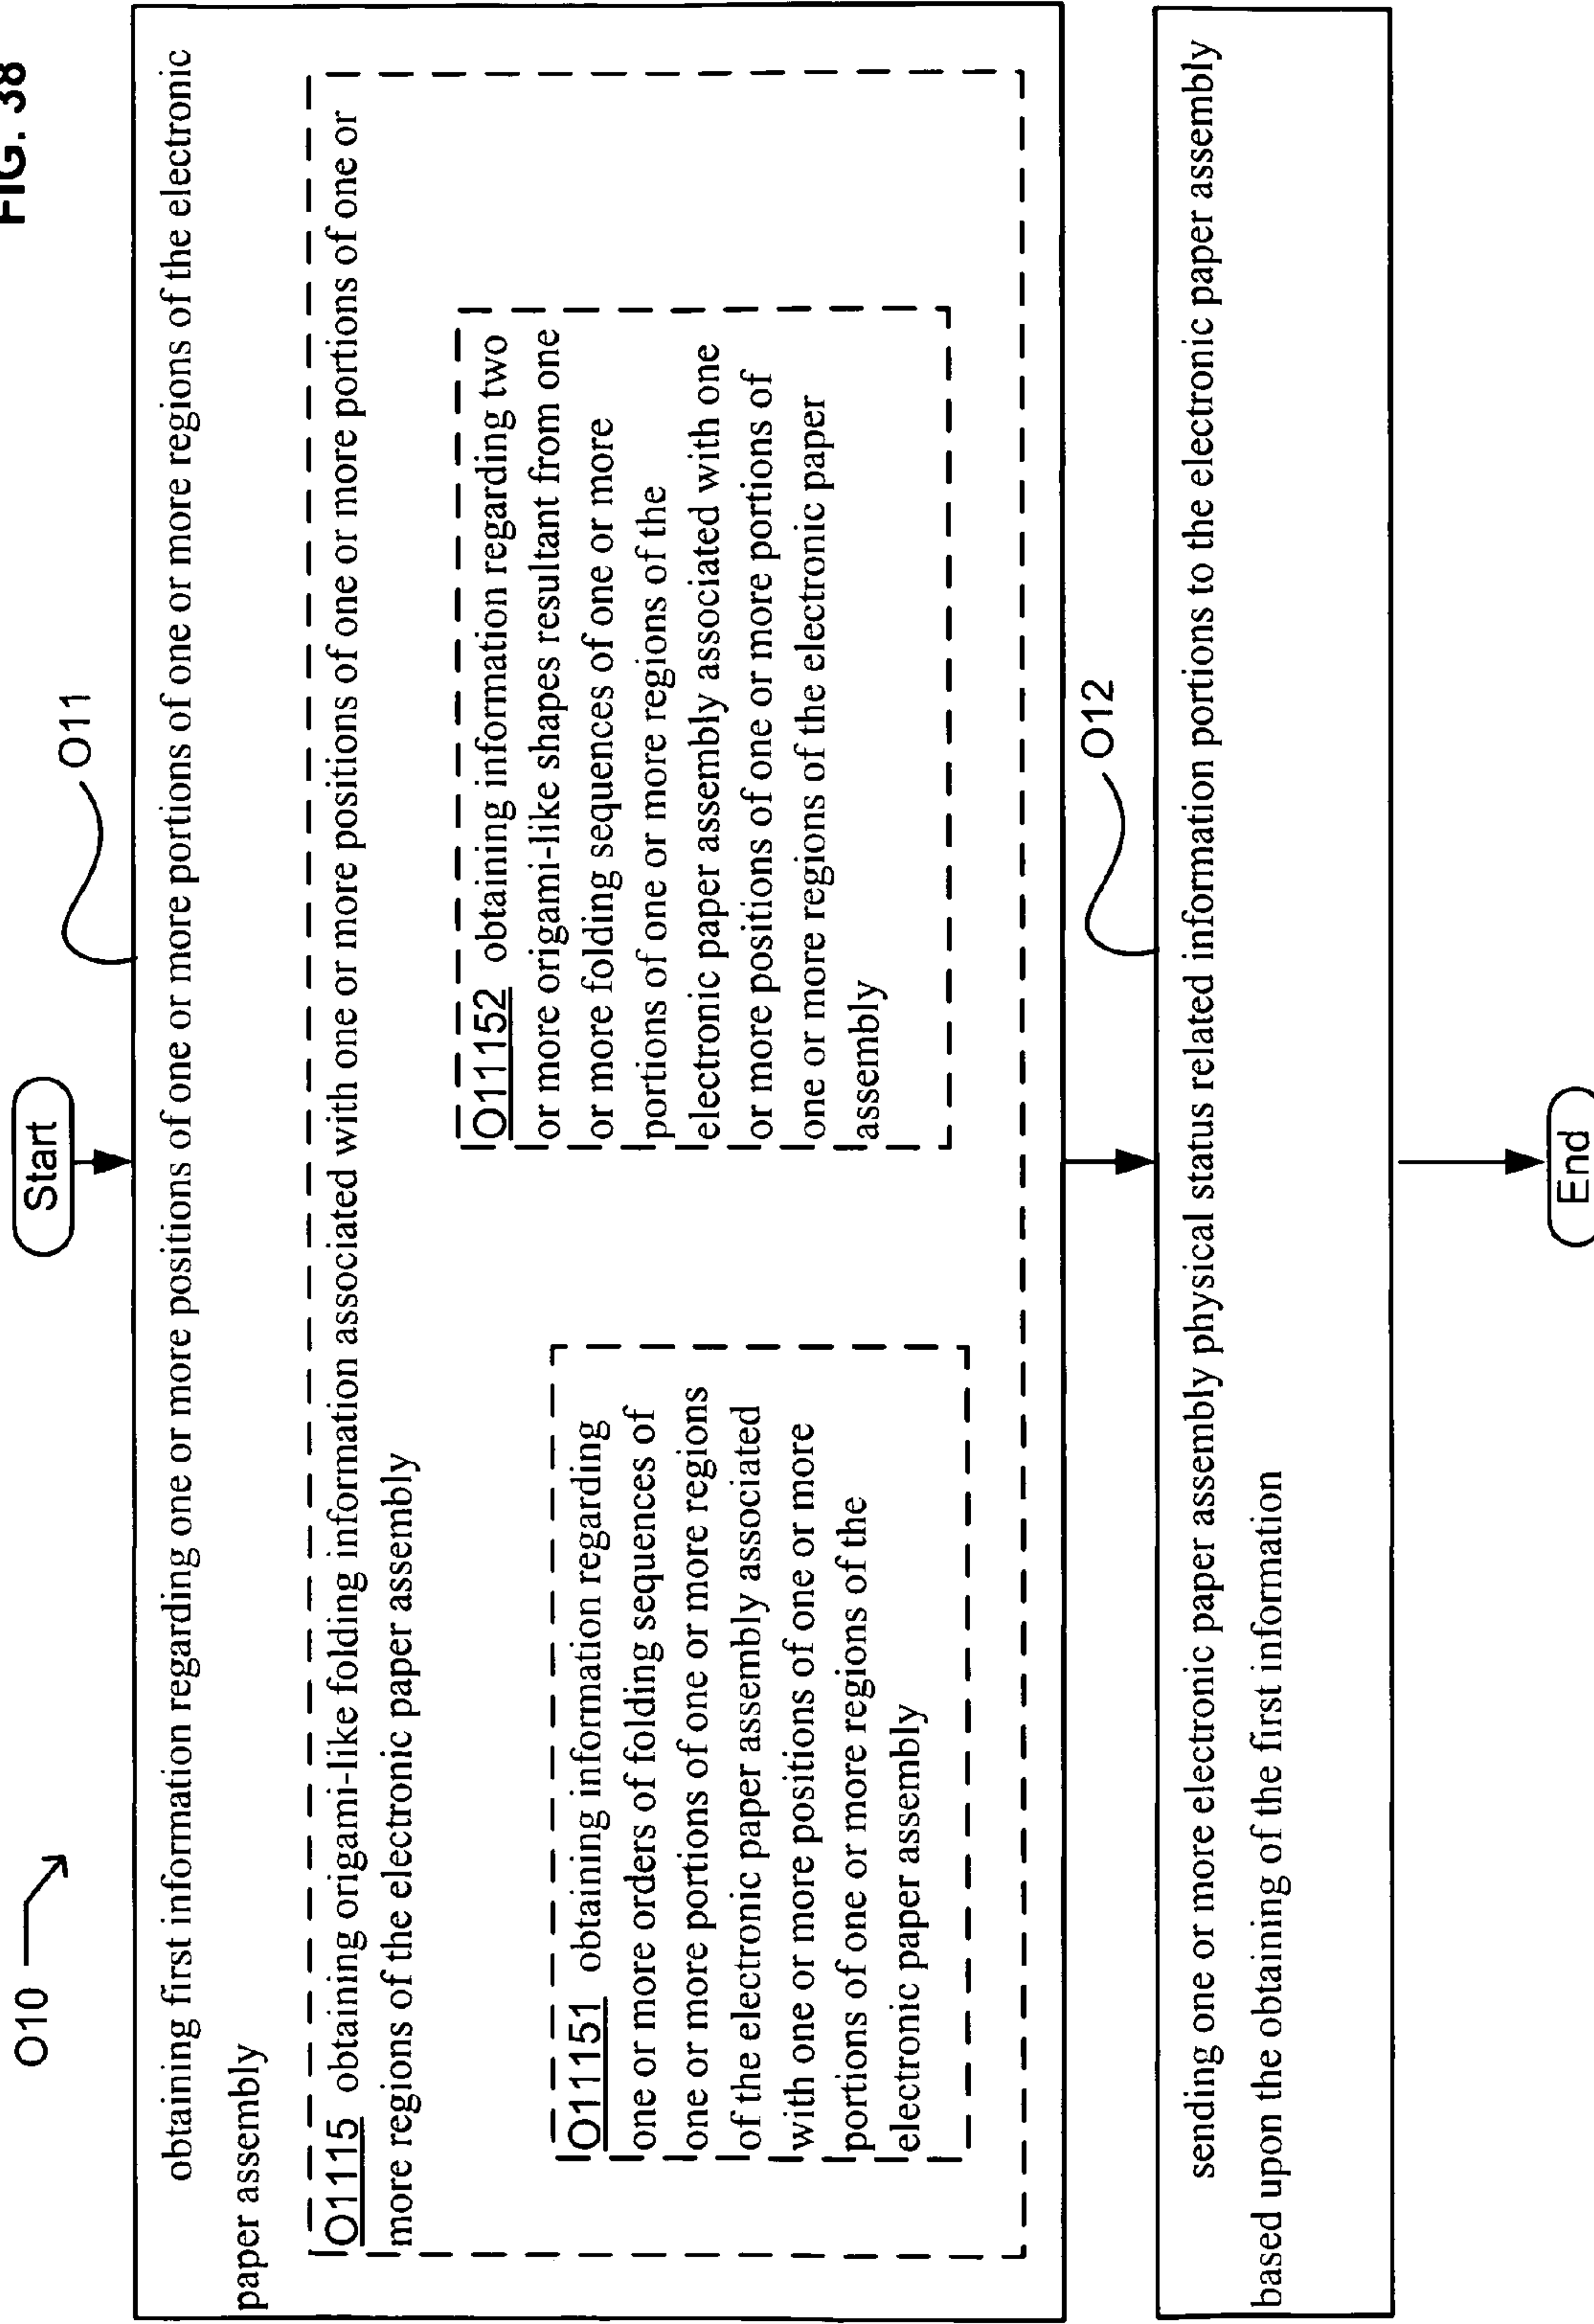 FIG. 38
O10
Start
O11
obtaining first information regarding one or more positions of one or more portions of one or more regions of the electronic
paper assembly
O1115 obtaining origami-like folding information associated with one or more positions of one or more portions of one or
more regions of the electronic paper assembly
O11151 obtaining information regarding
one or more orders of folding sequences of
one or more portions of one or more regions
of the electronic paper assembly associated
with one or more positions of one or more
portions of one or more regions of the
electronic paper assembly
O11152 obtaining information regarding two
or more origami-like shapes resultant from one
or more folding sequences of one or more
portions of one or more regions of the
electronic paper assembly associated with one
or more positions of one or more portions of
one or more regions of the electronic paper
assembly
O12
sending one or more electronic paper assembly physical status related information portions to the electronic paper assembly
based upon the obtaining of the first information
End